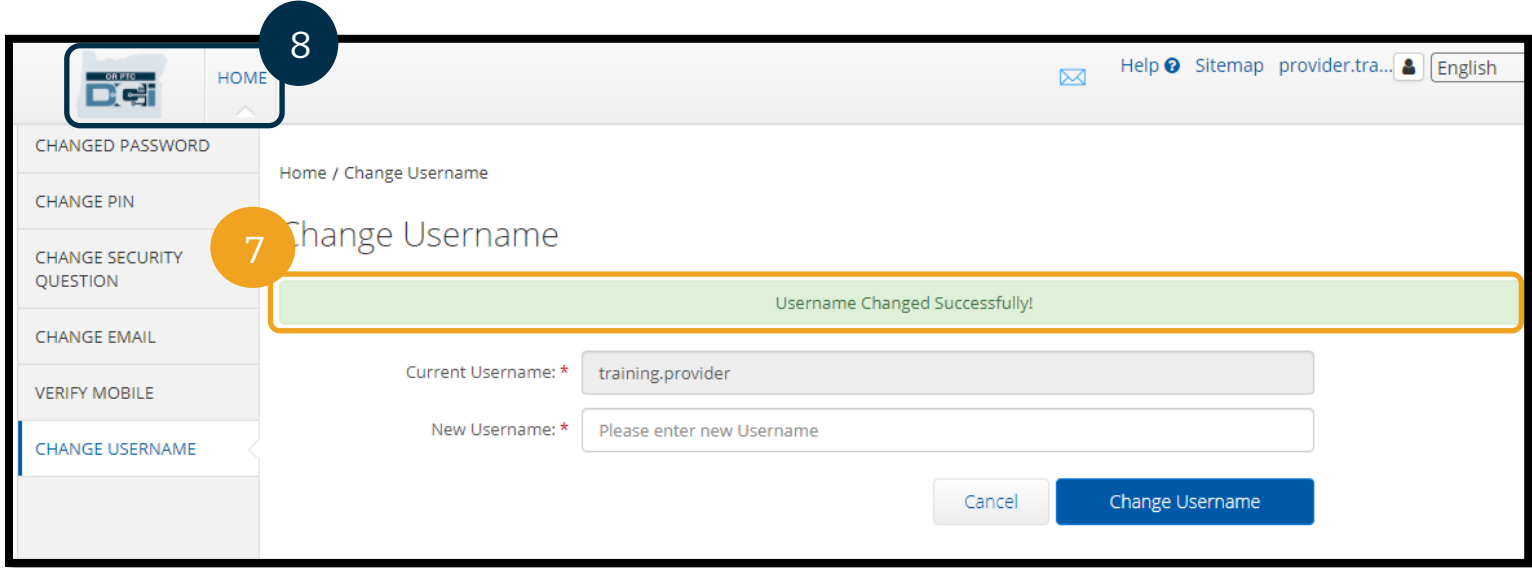 8
OR PTC
DCi
HOME
Help ? Sitemap provider.tra... English
CHANGED PASSWORD
CHANGE PIN
CHANGE SECURITY
QUESTION
CHANGE EMAIL
VERIFY MOBILE
CHANGE USERNAME
Home / Change Username
Change Username
7
Username Changed Successfully!
Current Username: * training.provider
New Username: * Please enter new Username
Cancel Change Username